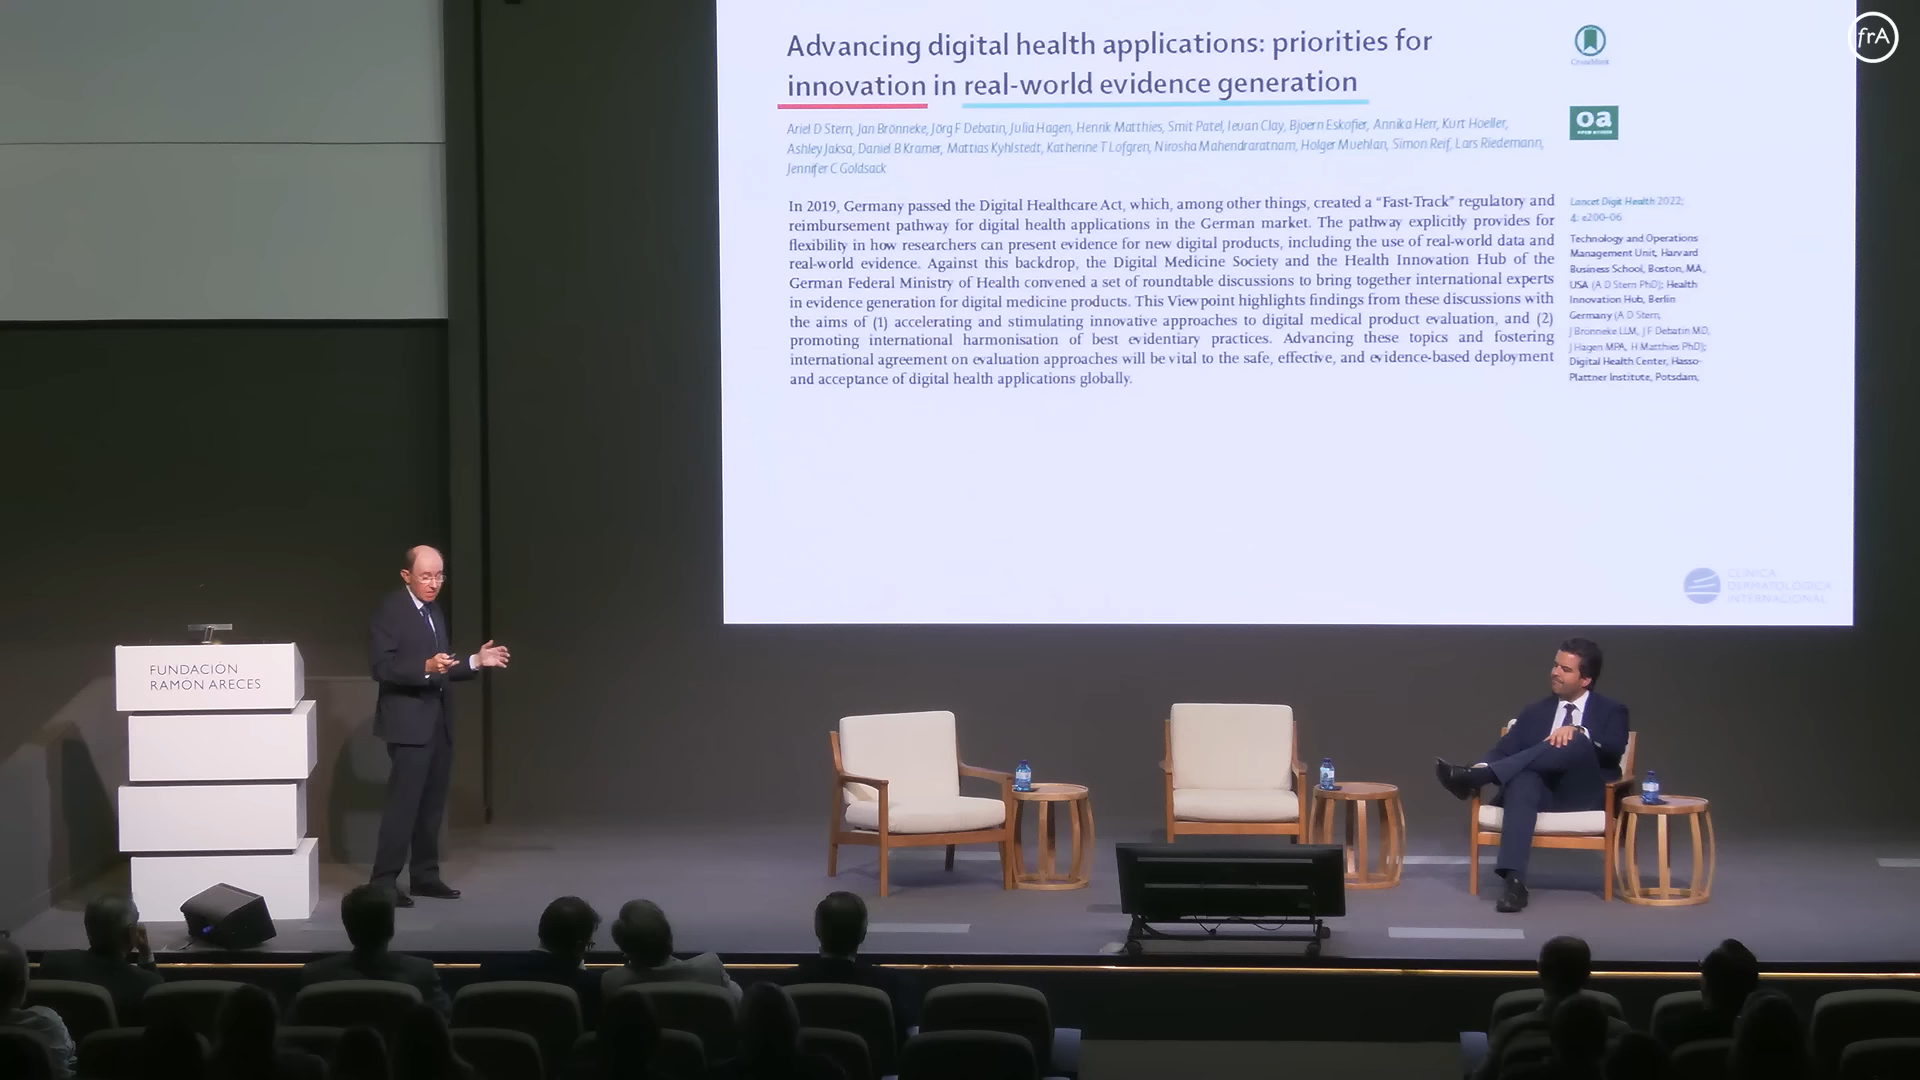 frA
Advancing digital health applications: priorities for
innovation in real-world evidence generation
CrossMark
oa
OPEN ACCESS
Ariel D Stern, Jan Brönneke, Jörg F Debatin, Julia Hagen, Henrik Matthies, Smit Patel, Ieuan Clay, Bjoern Eskofier, Annika Herr, Kurt Hoeller,
Ashley Jaksa, Daniel B Kramer, Mattias Kyhlstedt, Katherine T Lofgren, Nirosha Mahendraratnam, Holger Muehlan, Simon Reif, Lars Riedemann,
Jennifer C Goldsack
In 2019, Germany passed the Digital Healthcare Act, which, among other things, created a “Fast-Track” regulatory and
reimbursement pathway for digital health applications in the German market. The pathway explicitly provides for
flexibility in how researchers can present evidence for new digital products, including the use of real-world data and
real-world evidence. Against this backdrop, the Digital Medicine Society and the Health Innovation Hub of the
German Federal Ministry of Health convened a set of roundtable discussions to bring together international experts
in evidence generation for digital medicine products. This Viewpoint highlights findings from these discussions with
the aims of (1) accelerating and stimulating innovative approaches to digital medical product evaluation, and (2)
promoting international harmonisation of best evidentiary practices. Advancing these topics and fostering
international agreement on evaluation approaches will be vital to the safe, effective, and evidence-based deployment
and acceptance of digital health applications globally.
Lancet Digit Health 2022;
4: e200–06
Technology and Operations
Management Unit, Harvard
Business School, Boston, MA,
USA (A D Stern PhD); Health
Innovation Hub, Berlin
Germany (A D Stern,
J Bronneke LLM, J F Debatin MD,
J Hagen MPA, H Matthies PhD);
Digital Health Center, Hasso-
Plattner Institute, Potsdam,
CLÍNICA
DERMATOLÓGICA
INTERNACIONAL
FUNDACIÓN
RAMÓN ARECES